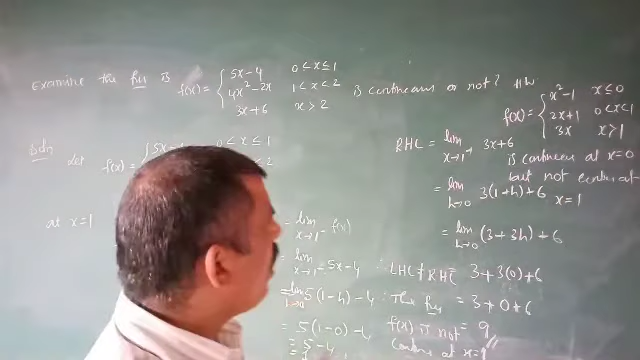 Examine the fns is f(x) = { 5x-4 0<x≤1
4x²-2x 1<x<2
3x+6 x>2
is continuous or not?
H.W
f(x) = { x²-1 x≤0
2x+1 0<x<1
3x x>1
is continuous at x=0
but not continuous at
x=1
Soln Let f(x) = { 5x-4 0<x≤1
2
at x=1
= lim x→1- f(x)
= lim x→1- 5x-4
= lim h→0 5(1-h)-4
= 5(1-0)-4
= 5-4
= 1
RHL = lim x→1+ 3x+6
= lim h→0 3(1+h)+6
= lim h→0 (3+3h)+6
= 3+3(0)+6
= 3+0+6
= 9
∴ LHL≠RHL
∴ The fns
f(x) is not
continuous at x=1